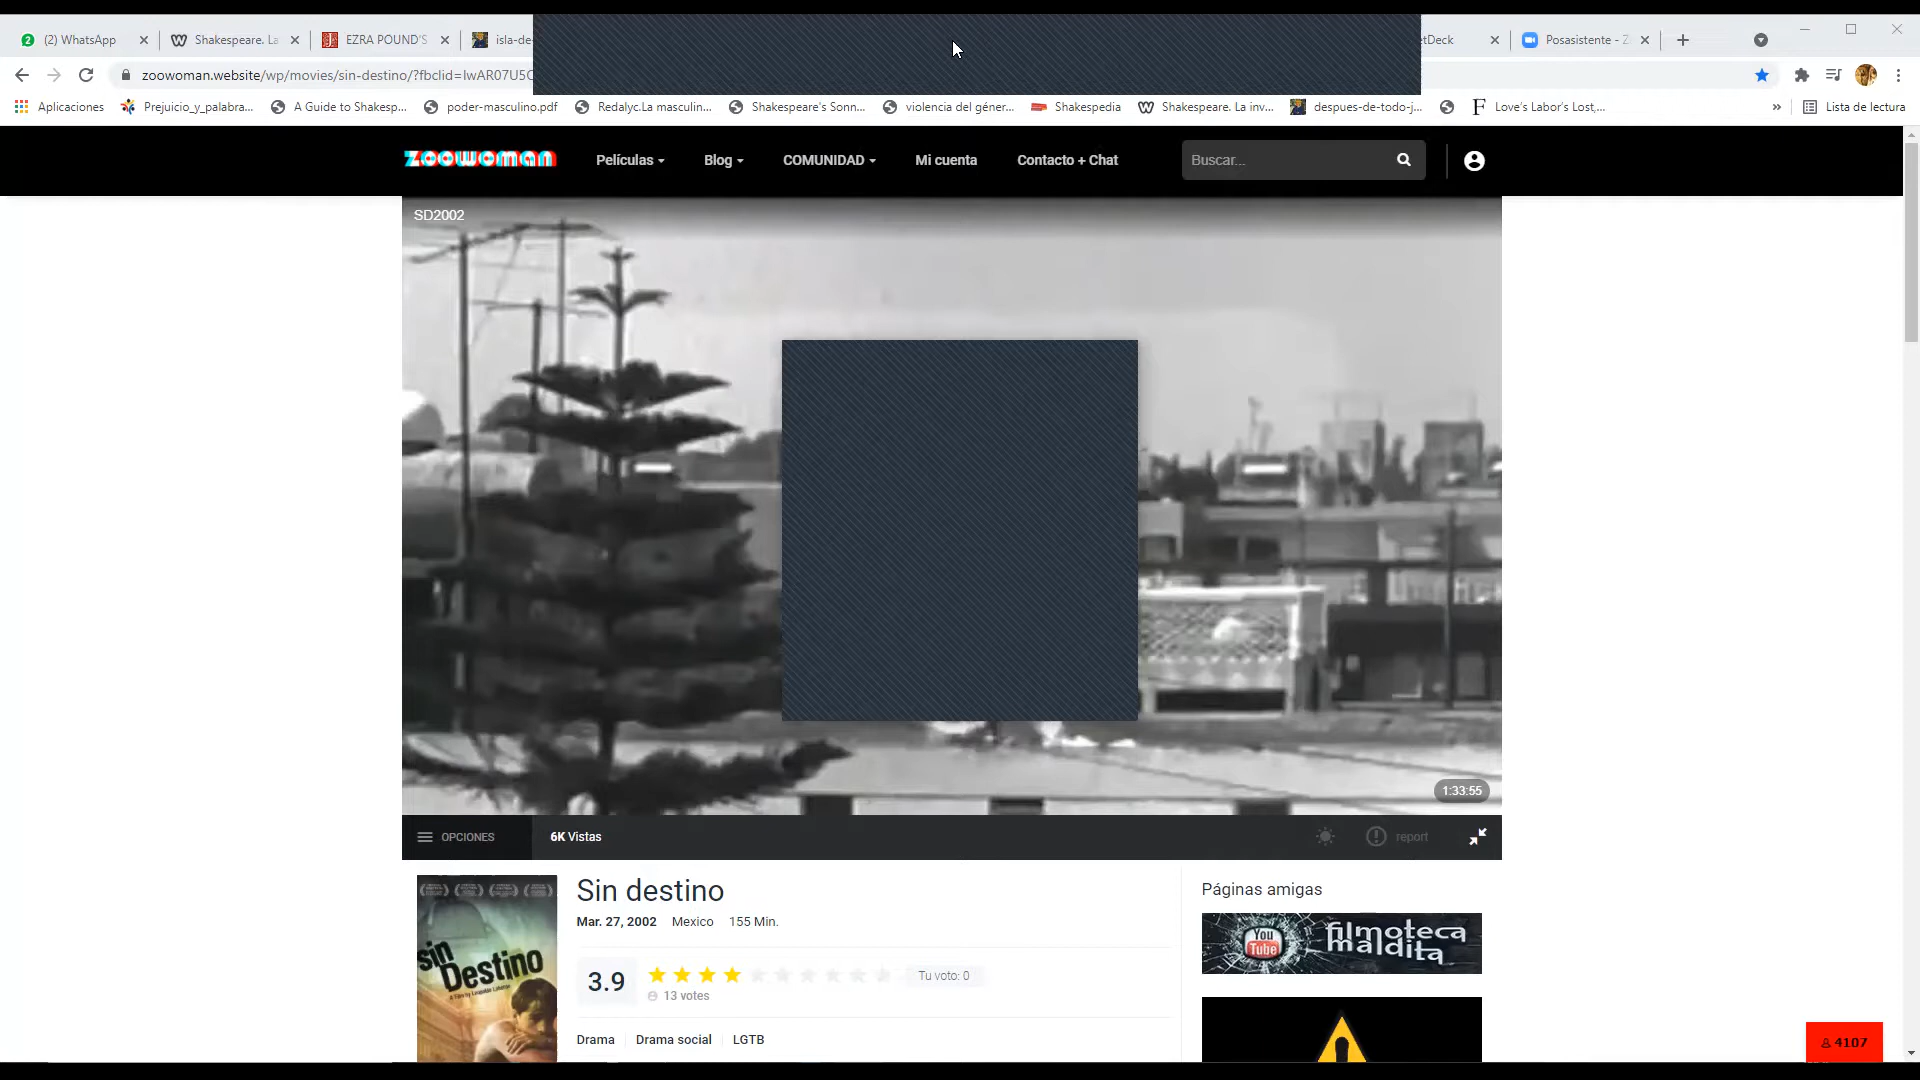 2 (2) WhatsApp
Shakespeare. La
EZRA POUND'S
isla-de-
tDeck
Posasistente - Z
zoowoman.website/wp/movies/sin-destino/?fbclid=IwAR07U5C
Aplicaciones
Prejuicio_y_palabra...
A Guide to Shakesp...
poder-masculino.pdf
Redalyc.La masculin...
Shakespeare's Sonn...
violencia del géner...
Shakespedia
Shakespeare. La inv...
despues-de-todo-j...
Love's Labor's Lost,...
»
Lista de lectura
zoowoman
Películas
Blog
COMUNIDAD
Mi cuenta
Contacto + Chat
Buscar...
SD2002
1:33:55
OPCIONES
6K Vistas
report
Sin destino
Mar. 27, 2002 Mexico 155 Min.
3.9
Tu voto: 0
13 votes
Drama
Drama social
LGTB
sin
Destino
Páginas amigas
You
Tube
filmoteca
maldita
4107